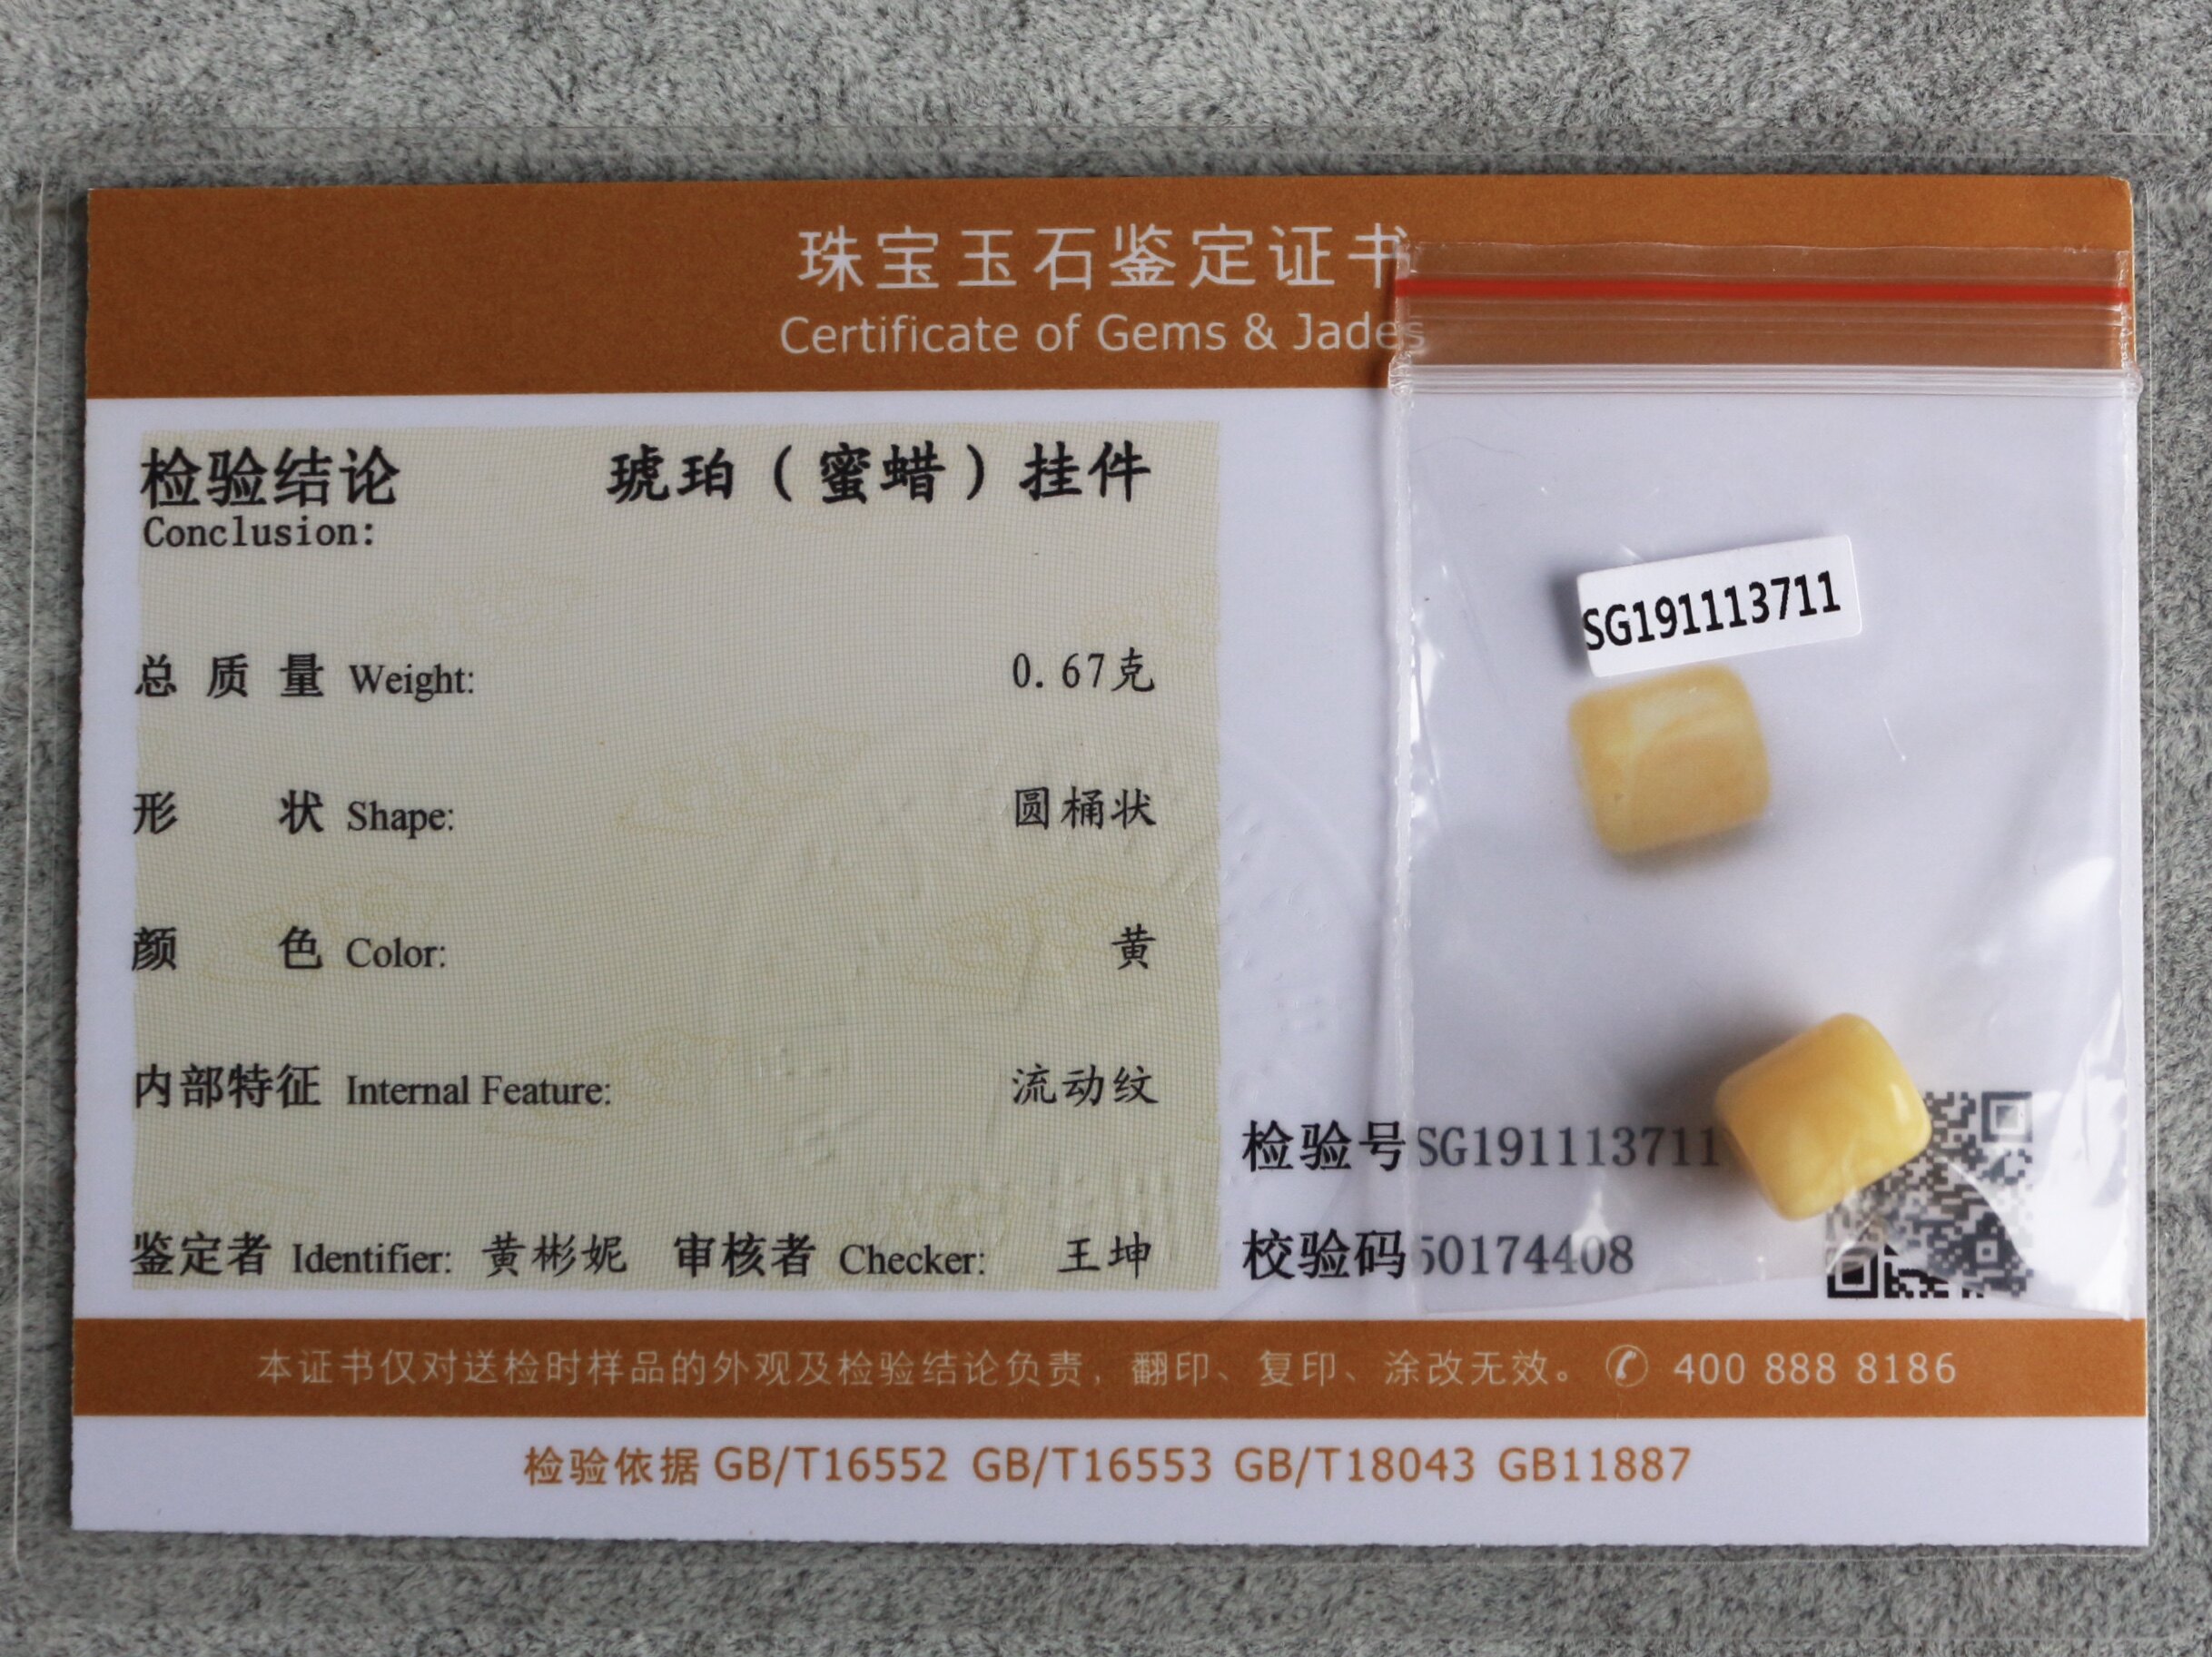 珠宝玉石鉴定证书
Certificate of Gems & Jades
检验结论 琥珀（蜜蜡）挂件
Conclusion:
SG191113711
总质量 Weight: 0.67克
形状 Shape: 圆桶状
颜色 Color: 黄
内部特征 Internal Feature: 流动纹
检验号 SG191113711
鉴定者 Identifier: 黄彬妮 审核者 Checker: 王坤
校验码 50174408
本证书仅对送检时样品的外观及检验结论负责，翻印、复印、涂改无效。 400 888 8186
检验依据 GB/T16552 GB/T16553 GB/T18043 GB11887